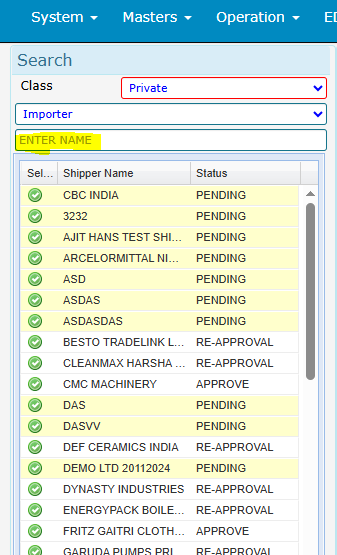 System Masters Operation ED
Search
Class Private
Importer
ENTER NAME
Sel... Shipper Name Status
CBC INDIA PENDING
3232 PENDING
AJIT HANS TEST SHI... PENDING
ARCELORMITTAL NI... PENDING
ASD PENDING
ASDAS PENDING
ASDASDAS PENDING
BESTO TRADELINK L... RE-APPROVAL
CLEANMAX HARSHA ... RE-APPROVAL
CMC MACHINERY APPROVE
DAS PENDING
DASVV PENDING
DEF CERAMICS INDIA RE-APPROVAL
DEMO LTD 20112024 PENDING
DYNASTY INDUSTRIES RE-APPROVAL
ENERGYPACK BOILE... RE-APPROVAL
FRITZ GAITRI CLOTH... APPROVE
GARUDA PUMPS PRI... RE-APPROVAL